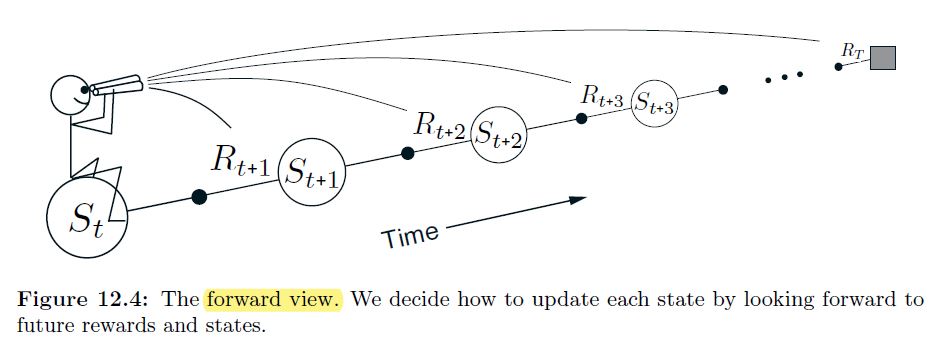 R_T
R_{t+3} S_{t+3}
R_{t+2} S_{t+2}
R_{t+1} S_{t+1}
S_t
Time
Figure 12.4: The forward view. We decide how to update each state by looking forward to
future rewards and states.